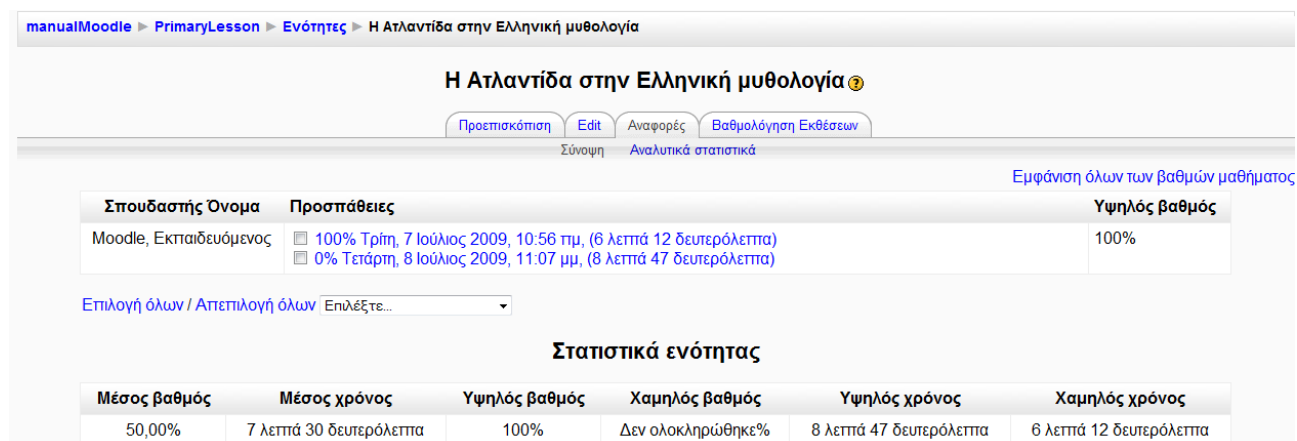 manualMoodle ► PrimaryLesson ► Ενότητες ► Η Ατλαντίδα στην Ελληνική μυθολογία
Η Ατλαντίδα στην Ελληνική μυθολογία ?
Προεπισκόπιση Edit Αναφορές Βαθμολόγηση Εκθέσεων
Σύνοψη Αναλυτικά στατιστικά
Εμφάνιση όλων των βαθμών μαθήματος
Σπουδαστής Όνομα Προσπάθειες Υψηλός βαθμός
Moodle, Εκπαιδευόμενος 100% Τρίτη, 7 Ιούλιος 2009, 10:56 πμ, (6 λεπτά 12 δευτερόλεπτα) 100%
0% Τετάρτη, 8 Ιούλιος 2009, 11:07 μμ, (8 λεπτά 47 δευτερόλεπτα)
Επιλογή όλων / Απεπιλογή όλων Επιλέξτε...
Στατιστικά ενότητας
Μέσος βαθμός Μέσος χρόνος Υψηλός βαθμός Χαμηλός βαθμός Υψηλός χρόνος Χαμηλός χρόνος
50,00% 7 λεπτά 30 δευτερόλεπτα 100% Δεν ολοκληρώθηκε% 8 λεπτά 47 δευτερόλεπτα 6 λεπτά 12 δευτερόλεπτα